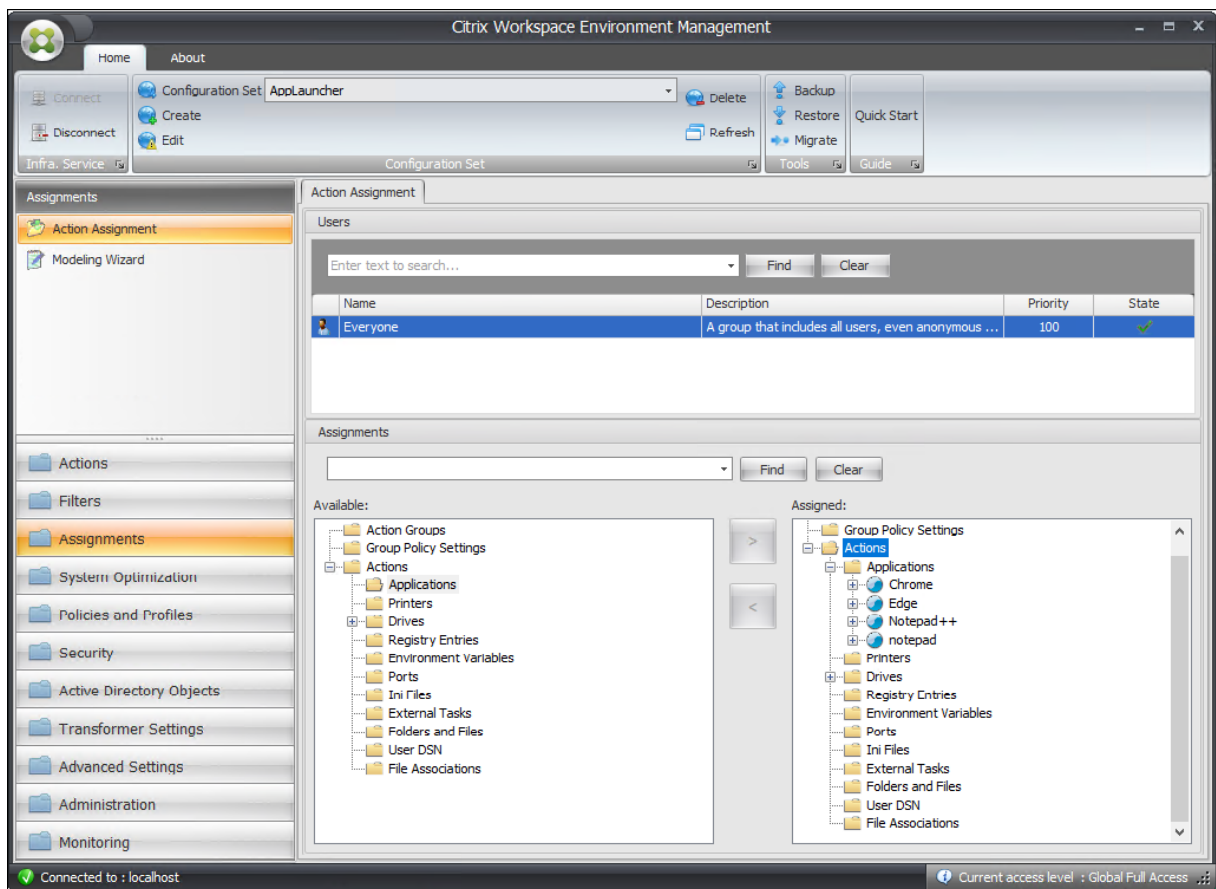 Citrix Workspace Environment Management
Home About
Connect
Disconnect
Infra. Service
Configuration Set AppLauncher
Create
Edit
Delete
Refresh
Configuration Set
Backup
Restore
Migrate
Tools
Quick Start
Guide
Assignments
Action Assignment
Modeling Wizard
Actions
Filters
Assignments
System Optimization
Policies and Profiles
Security
Active Directory Objects
Transformer Settings
Advanced Settings
Administration
Monitoring
Action Assignment
Users
Enter text to search... Find Clear
Name Description Priority State
Everyone A group that includes all users, even anonymous ... 100
Assignments
Find Clear
Available:
Action Groups
Group Policy Settings
Actions
Applications
Printers
Drives
Registry Entries
Environment Variables
Ports
Ini Files
External Tasks
Folders and Files
User DSN
File Associations
>
<
Assigned:
Group Policy Settings
Actions
Applications
Chrome
Edge
Notepad++
notepad
Printers
Drives
Registry Entries
Environment Variables
Ports
Ini Files
External Tasks
Folders and Files
User DSN
File Associations
Connected to : localhost
Current access level : Global Full Access